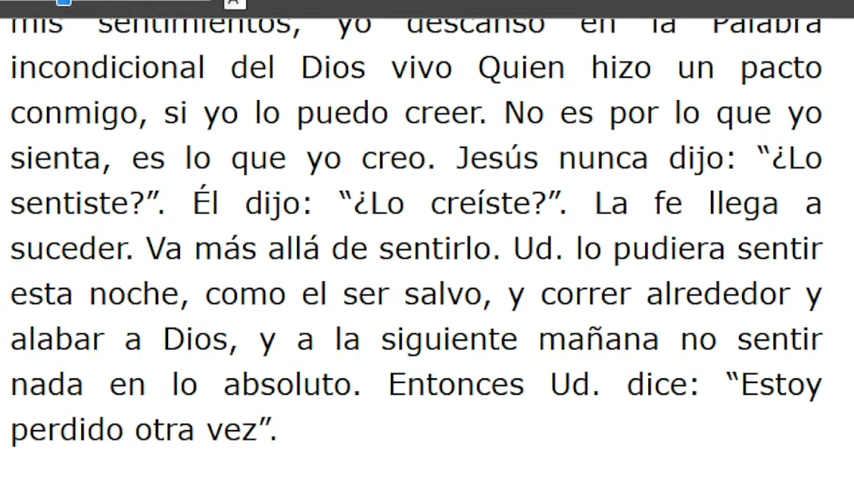 mis sentimientos, yo descanso en la Palabra
incondicional del Dios vivo Quien hizo un pacto
conmigo, si yo lo puedo creer. No es por lo que yo
sienta, es lo que yo creo. Jesús nunca dijo: “¿Lo
sentiste?”. Él dijo: “¿Lo creíste?”. La fe llega a
suceder. Va más allá de sentirlo. Ud. lo pudiera sentir
esta noche, como el ser salvo, y correr alrededor y
alabar a Dios, y a la siguiente mañana no sentir
nada en lo absoluto. Entonces Ud. dice: “Estoy
perdido otra vez”.